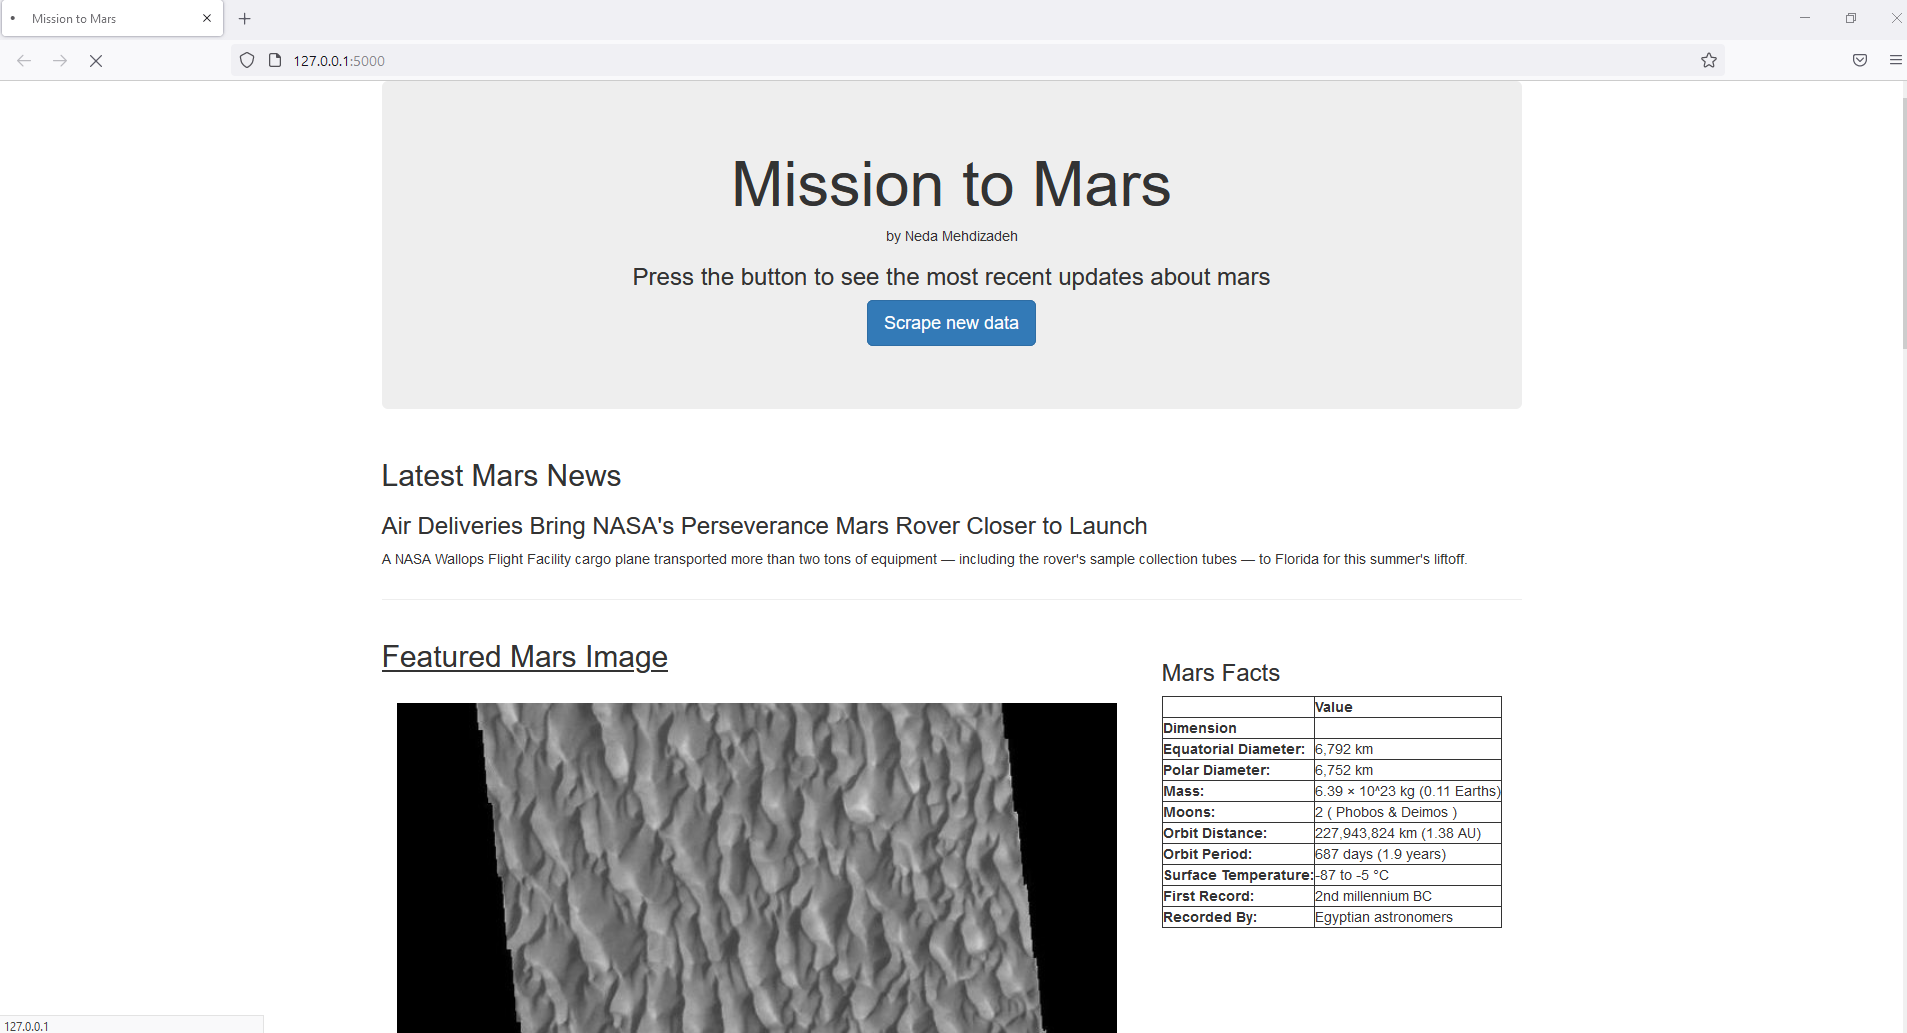 Mission to Mars
127.0.0.1:5000
Mission to Mars
by Neda Mehdizadeh
Press the button to see the most recent updates about mars
Scrape new data
Latest Mars News
Air Deliveries Bring NASA's Perseverance Mars Rover Closer to Launch
A NASA Wallops Flight Facility cargo plane transported more than two tons of equipment — including the rover's sample collection tubes — to Florida for this summer's liftoff.
Featured Mars Image
Mars Facts
Value
Dimension
Equatorial Diameter: 6,792 km
Polar Diameter: 6,752 km
Mass: 6.39 × 10^23 kg (0.11 Earths)
Moons: 2 ( Phobos & Deimos )
Orbit Distance: 227,943,824 km (1.38 AU)
Orbit Period: 687 days (1.9 years)
Surface Temperature: -87 to -5 °C
First Record: 2nd millennium BC
Recorded By: Egyptian astronomers
127.0.0.1